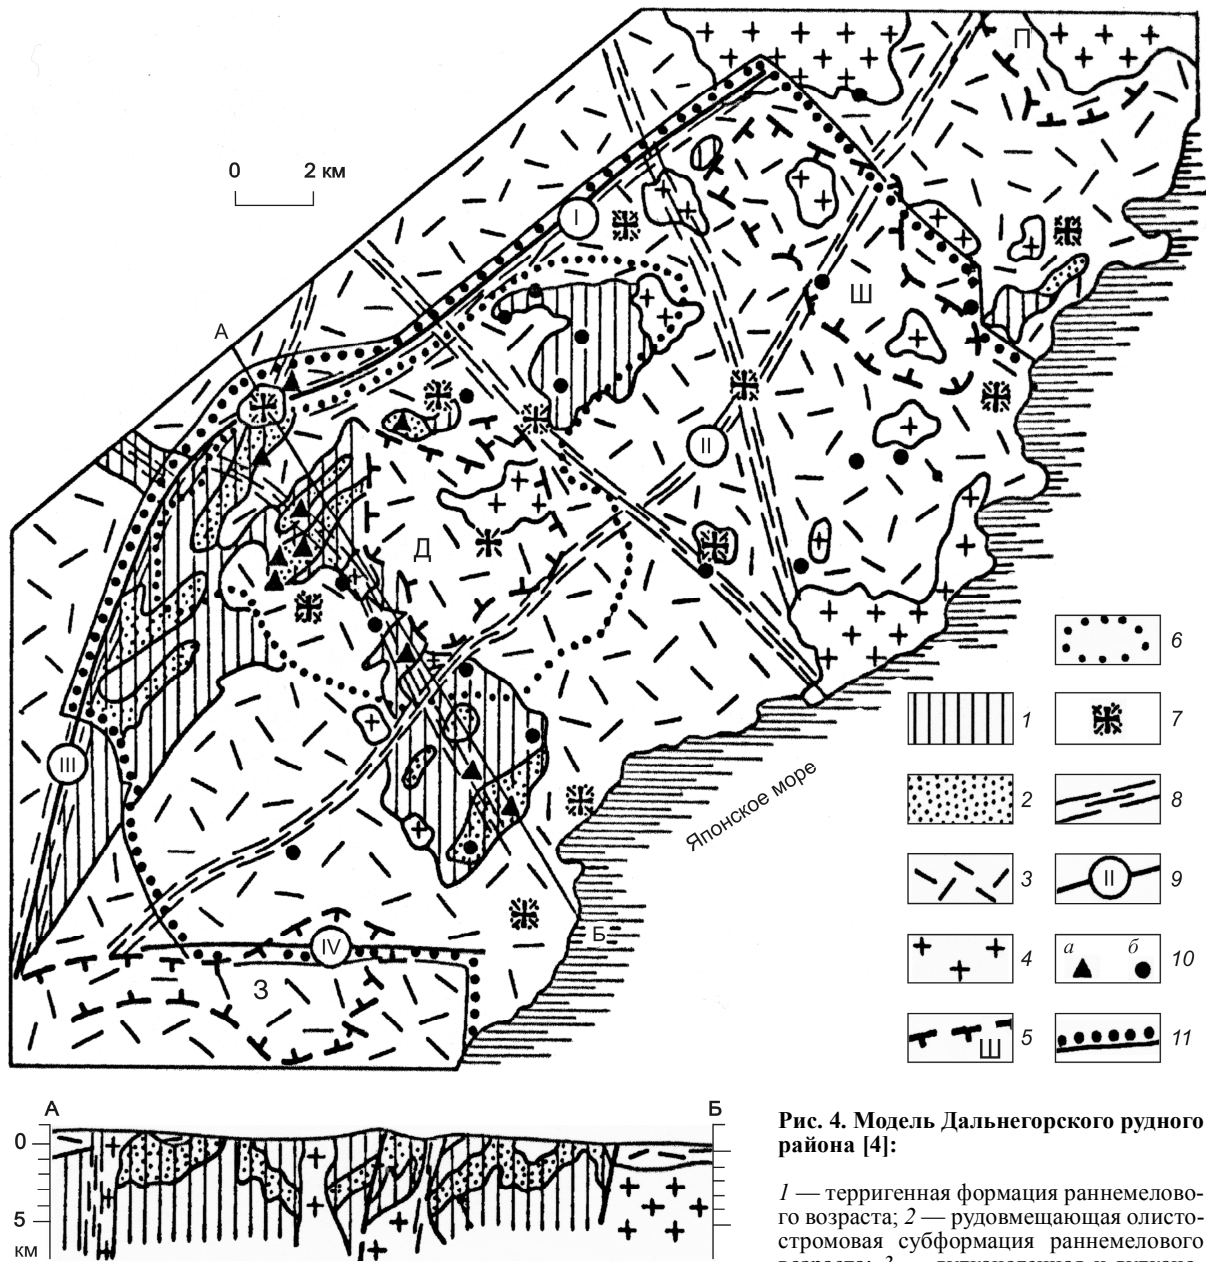 П
0 2 км
I
Ш
А
II
Д
6
1
7
III
2
8
Японское море
3
II
9
Б
IV
4
а б
10
З
Ш
5
11
А
Б
0
5
км
Рис. 4. Модель Дальнегорского рудного
района [4]:
1 — терригенная формация раннемелово-
го возраста; 2 — рудовмещающая олисто-
стромовая субформация раннемелового